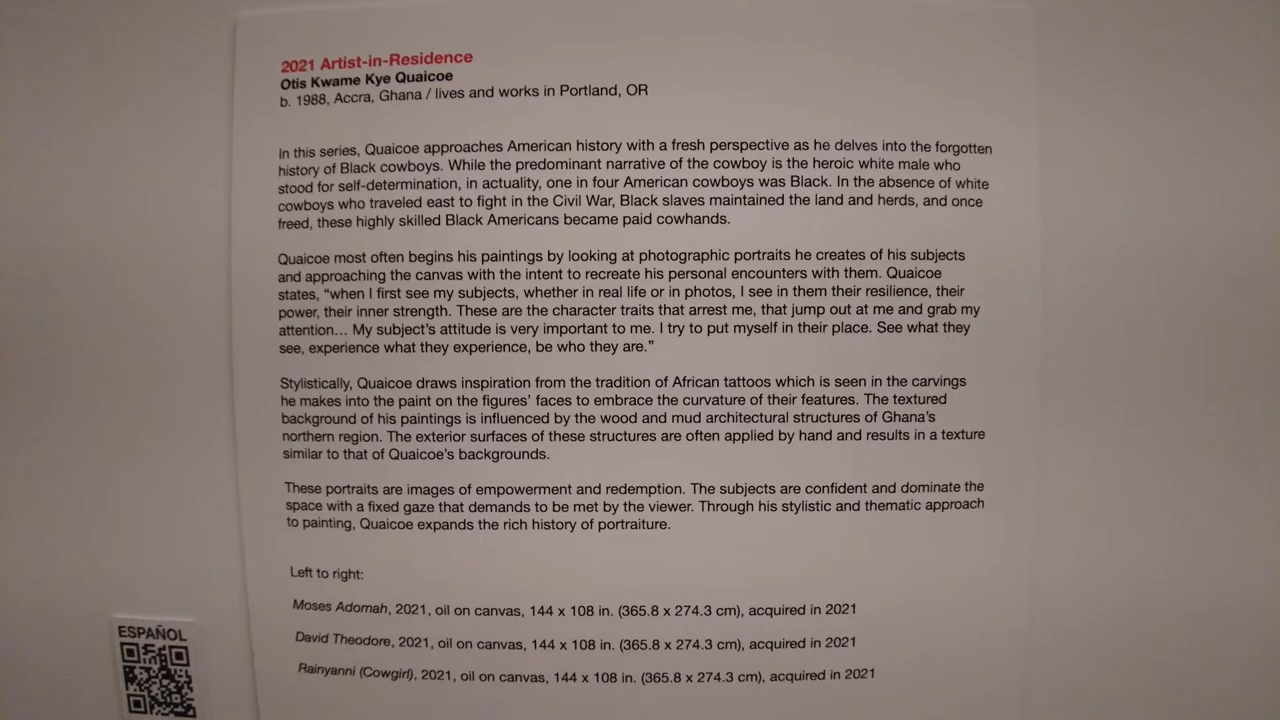 2021 Artist-in-Residence
Otis Kwame Kye Quaicoe
b. 1988, Accra, Ghana / lives and works in Portland, OR
In this series, Quaicoe approaches American history with a fresh perspective as he delves into the forgotten
history of Black cowboys. While the predominant narrative of the cowboy is the heroic white male who
stood for self-determination, in actuality, one in four American cowboys was Black. In the absence of white
cowboys who traveled east to fight in the Civil War, Black slaves maintained the land and herds, and once
freed, these highly skilled Black Americans became paid cowhands.
Quaicoe most often begins his paintings by looking at photographic portraits he creates of his subjects
and approaching the canvas with the intent to recreate his personal encounters with them. Quaicoe
states, “when I first see my subjects, whether in real life or in photos, I see in them their resilience, their
power, their inner strength. These are the character traits that arrest me, that jump out at me and grab my
attention… My subject’s attitude is very important to me. I try to put myself in their place. See what they
see, experience what they experience, be who they are.”
Stylistically, Quaicoe draws inspiration from the tradition of African tattoos which is seen in the carvings
he makes into the paint on the figures’ faces to embrace the curvature of their features. The textured
background of his paintings is influenced by the wood and mud architectural structures of Ghana’s
northern region. The exterior surfaces of these structures are often applied by hand and results in a texture
similar to that of Quaicoe’s backgrounds.
These portraits are images of empowerment and redemption. The subjects are confident and dominate the
space with a fixed gaze that demands to be met by the viewer. Through his stylistic and thematic approach
to painting, Quaicoe expands the rich history of portraiture.
Left to right:
Moses Adomah, 2021, oil on canvas, 144 x 108 in. (365.8 x 274.3 cm), acquired in 2021
David Theodore, 2021, oil on canvas, 144 x 108 in. (365.8 x 274.3 cm), acquired in 2021
Rainyanni (Cowgirl), 2021, oil on canvas, 144 x 108 in. (365.8 x 274.3 cm), acquired in 2021
ESPAÑOL